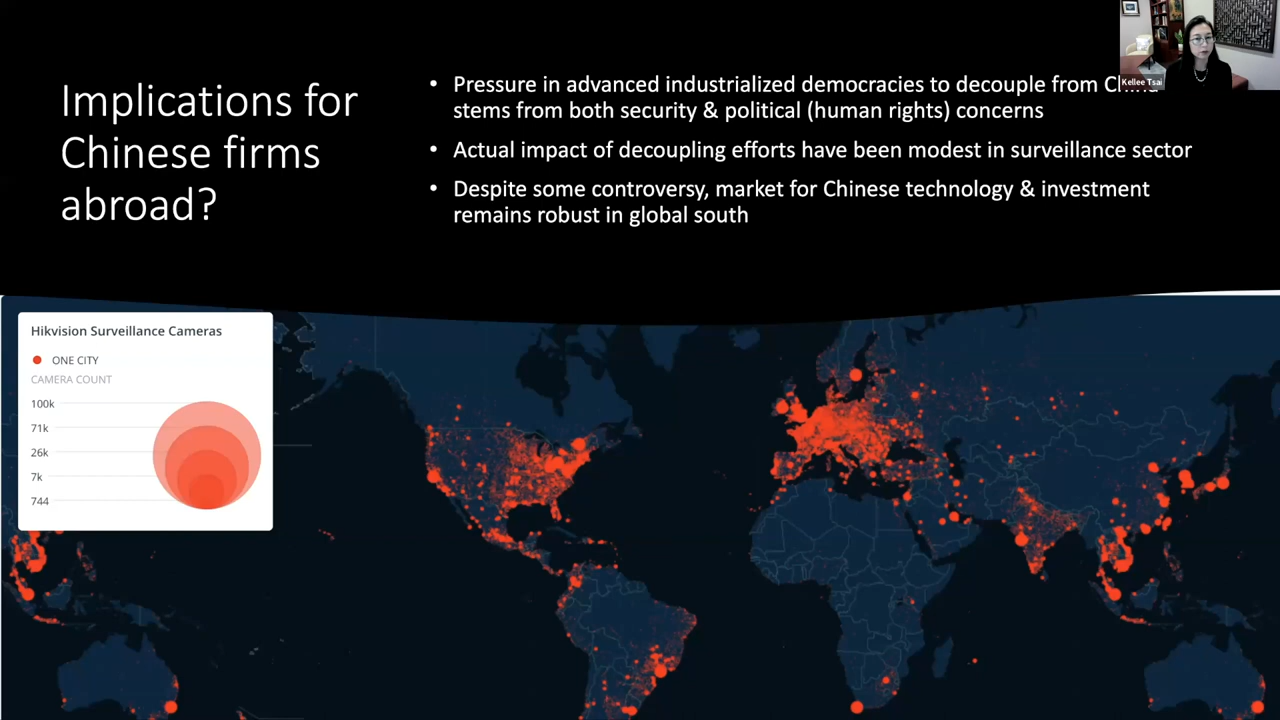 Implications for
Chinese firms
abroad?
• Pressure in advanced industrialized democracies to decouple from China
stems from both security & political (human rights) concerns
• Actual impact of decoupling efforts have been modest in surveillance sector
• Despite some controversy, market for Chinese technology & investment
remains robust in global south
Kellee Tsai
Hikvision Surveillance Cameras
ONE CITY
CAMERA COUNT
100k
71k
26k
7k
744